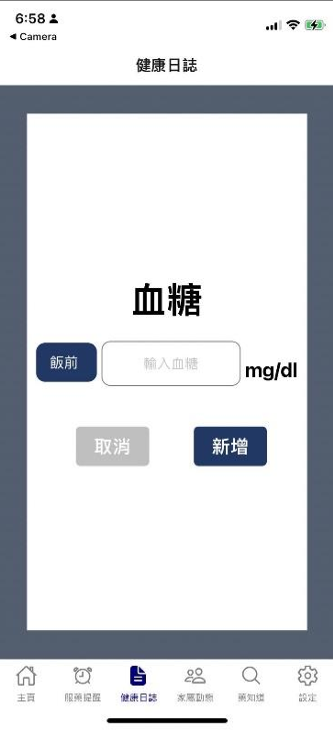 6:58
◀ Camera
健康日誌
血糖
飯前
輸入血糖
mg/dl
取消
新增
主頁
服藥提醒
健康日誌
家屬動態
藥知道
設定